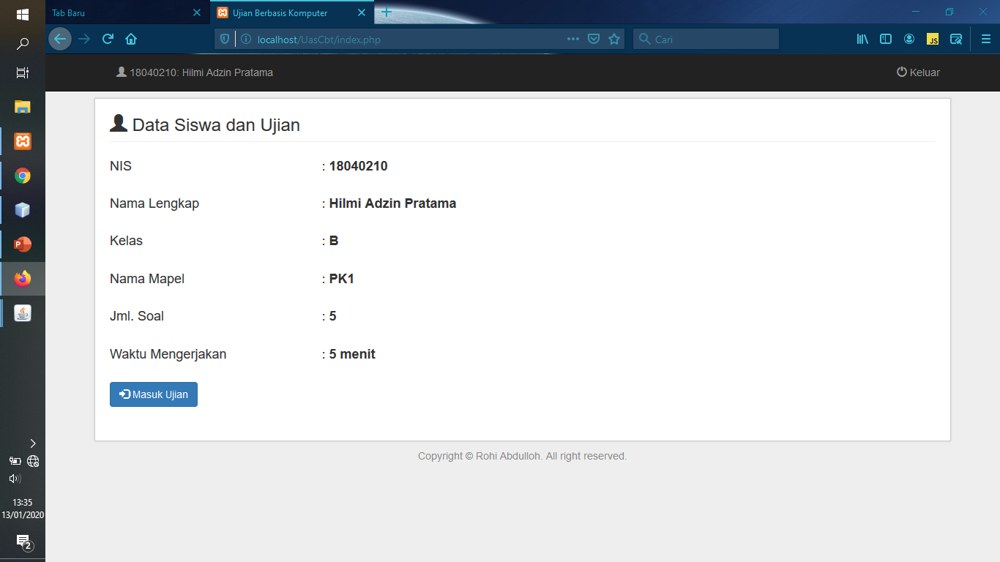 Tab Baru
Ujian Berbasis Komputer
localhost/UasCbt/index.php
Cari
JS
18040210: Hilmi Adzin Pratama
Keluar
Data Siswa dan Ujian
NIS : 18040210
Nama Lengkap : Hilmi Adzin Pratama
Kelas : B
Nama Mapel : PK1
Jml. Soal : 5
Waktu Mengerjakan : 5 menit
Masuk Ujian
Copyright © Rohi Abdulloh. All right reserved.
P
13:35
13/01/2020
2